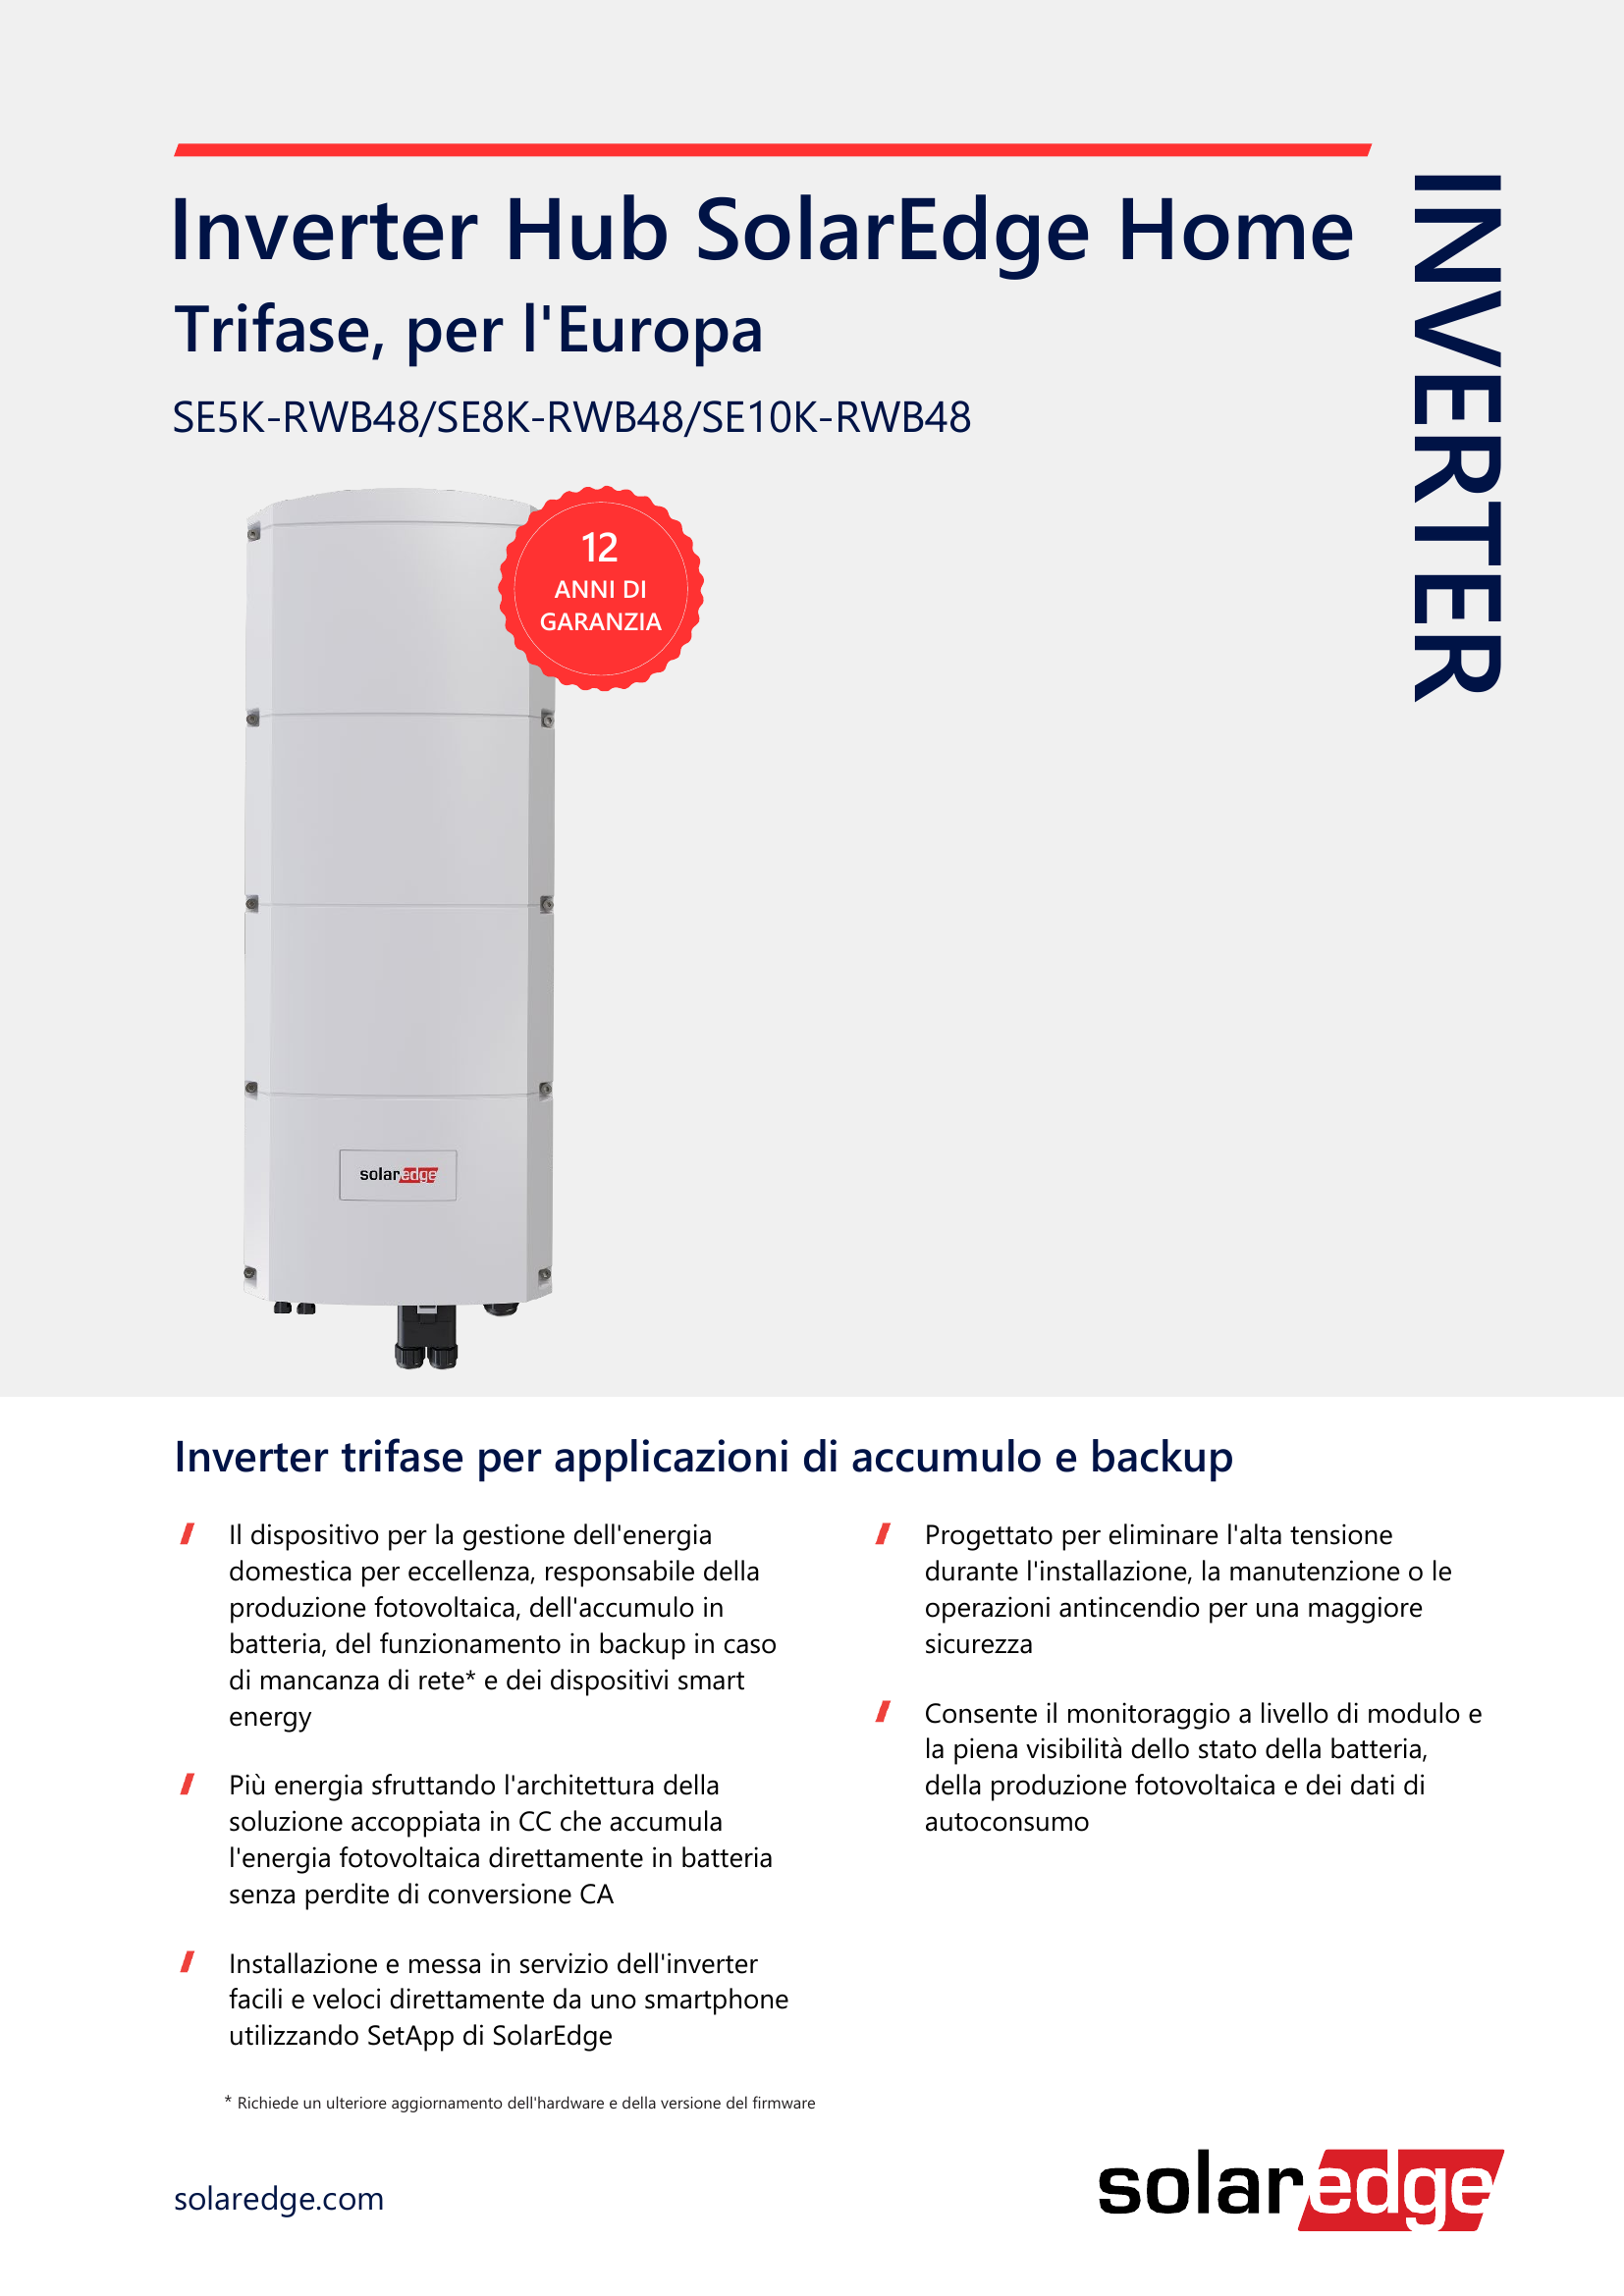 Inverter Hub SolarEdge Home
Trifase, per l'Europa
SE5K-RWB48/SE8K-RWB48/SE10K-RWB48
INVERTER
12
ANNI DI
GARANZIA
solaredge
Inverter trifase per applicazioni di accumulo e backup
Il dispositivo per la gestione dell'energia
domestica per eccellenza, responsabile della
produzione fotovoltaica, dell'accumulo in
batteria, del funzionamento in backup in caso
di mancanza di rete* e dei dispositivi smart
energy
Più energia sfruttando l'architettura della
soluzione accoppiata in CC che accumula
l'energia fotovoltaica direttamente in batteria
senza perdite di conversione CA
Installazione e messa in servizio dell'inverter
facili e veloci direttamente da uno smartphone
utilizzando SetApp di SolarEdge
Progettato per eliminare l'alta tensione
durante l'installazione, la manutenzione o le
operazioni antincendio per una maggiore
sicurezza
Consente il monitoraggio a livello di modulo e
la piena visibilità dello stato della batteria,
della produzione fotovoltaica e dei dati di
autoconsumo
* Richiede un ulteriore aggiornamento dell'hardware e della versione del firmware
solaredge.com
solaredge